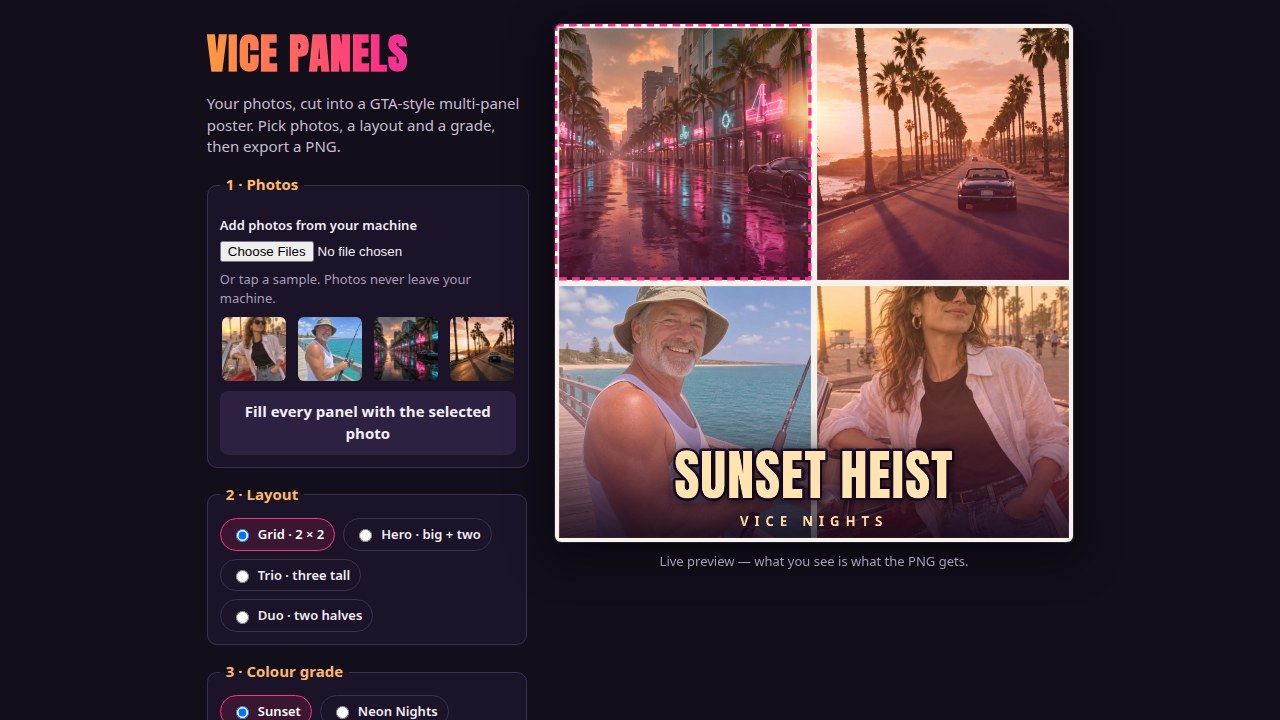 VICE PANELS
Your photos, cut into a GTA-style multi-panel
poster. Pick photos, a layout and a grade,
then export a PNG.
1 · Photos
Add photos from your machine
Choose Files No file chosen
Or tap a sample. Photos never leave your
machine.
Fill every panel with the selected
photo
2 · Layout
Grid · 2 × 2
Hero · big + two
Trio · three tall
Duo · two halves
3 · Colour grade
Sunset
Neon Nights
SUNSET HEIST
VICE NIGHTS
Live preview — what you see is what the PNG gets.